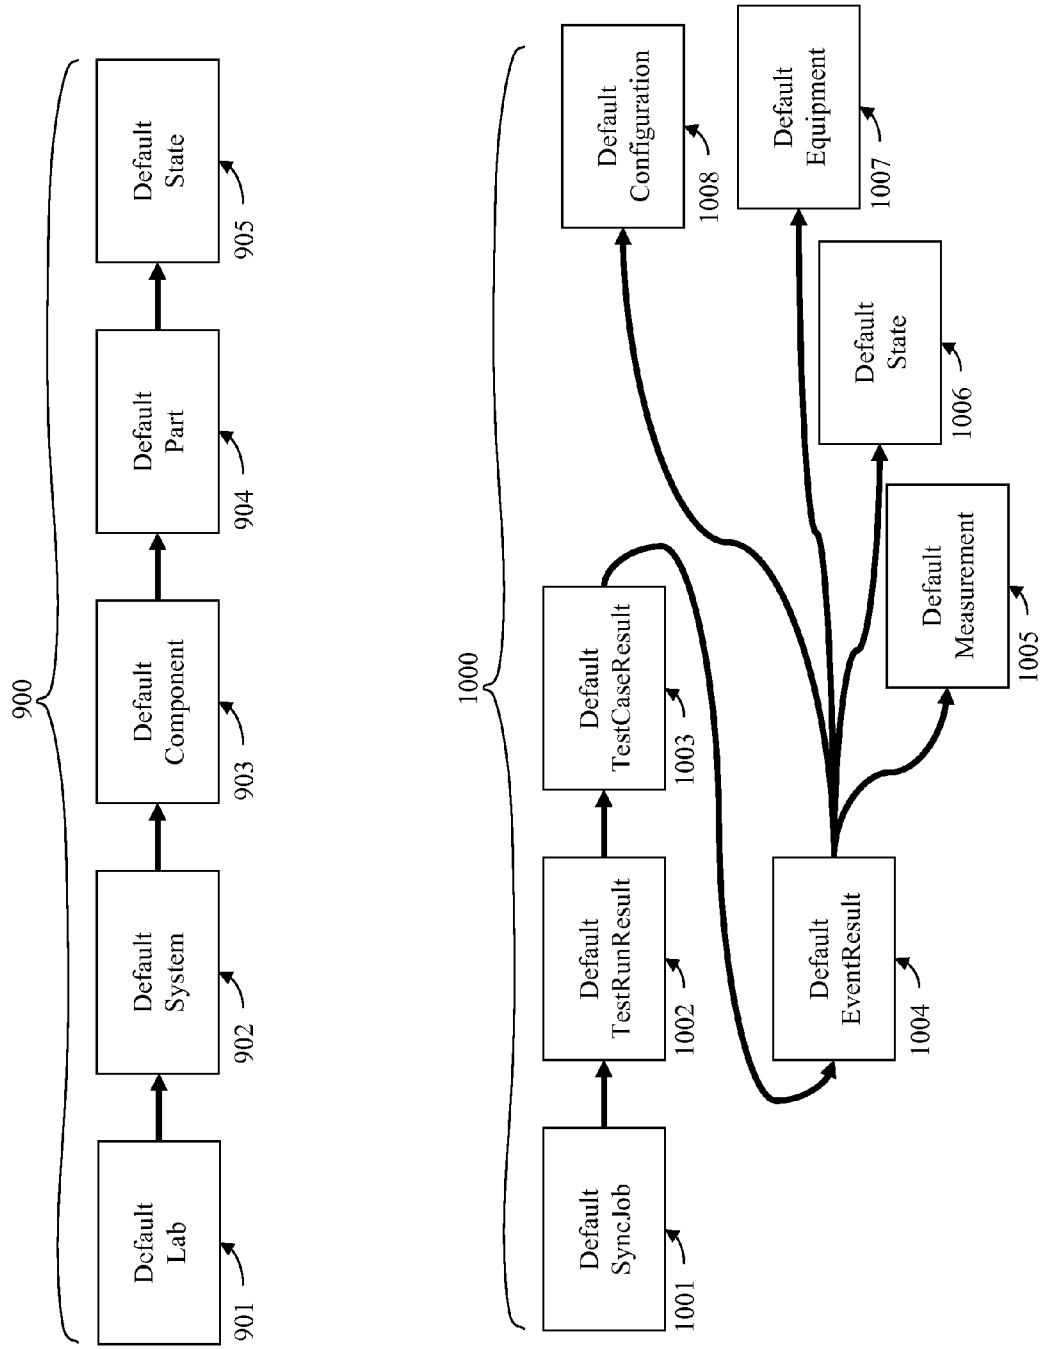 900
Default
Lab
901
Default
System
902
Default
Component
903
Default
Part
904
Default
State
905
1000
Default
SyncJob
1001
Default
TestRunResult
1002
Default
TestCaseResult
1003
Default
EventResult
1004
Default
Measurement
1005
Default
State
1006
Default
Equipment
1007
Default
Configuration
1008